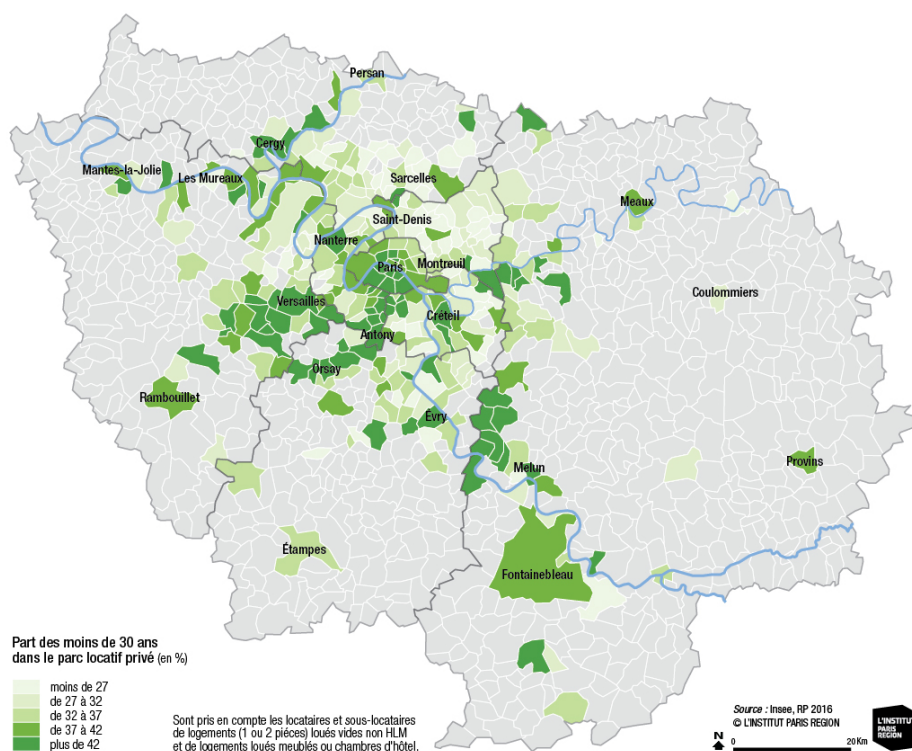 Persan
Cergy
Mantes-la-Jolie
Les Mureaux
Sarcelles
Meaux
Saint-Denis
Nanterre
Montreuil
Paris
Coulommiers
Versailles
Créteil
Antony
Orsay
Rambouillet
Évry
Melun
Provins
Étampes
Fontainebleau
Part des moins de 30 ans
dans le parc locatif privé (en %)
moins de 27
de 27 à 32
de 32 à 37
de 37 à 42
plus de 42
Sont pris en compte les locataires et sous-locataires
de logements (1 ou 2 pièces) loués vides non HLM
et de logements loués meublés ou chambres d'hôtel.
Source : Insee, RP 2016
© L'INSTITUT PARIS REGION
N
0 20 Km
L'INSTITUT
PARIS
REGION